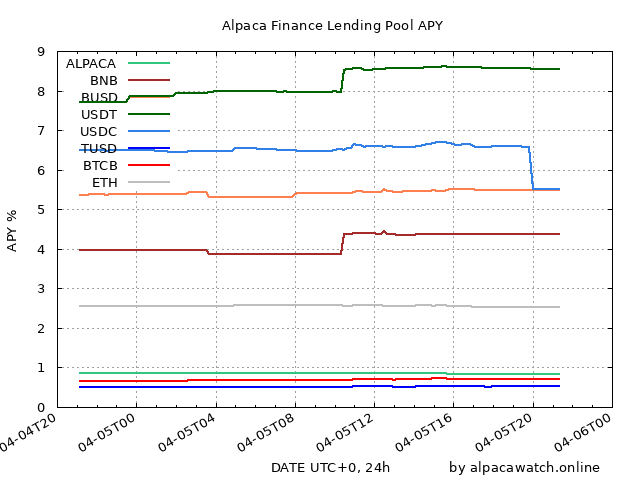 Alpaca Finance Lending Pool APY
9
8
7
6
5
4
3
2
1
0
APY %
ALPACA
BNB
BUSD
USDT
USDC
TUSD
BTCB
ETH
04-04T20
04-05T00
04-05T04
04-05T08
04-05T12
04-05T16
04-05T20
04-06T00
DATE UTC+0, 24h
by alpacawatch.online